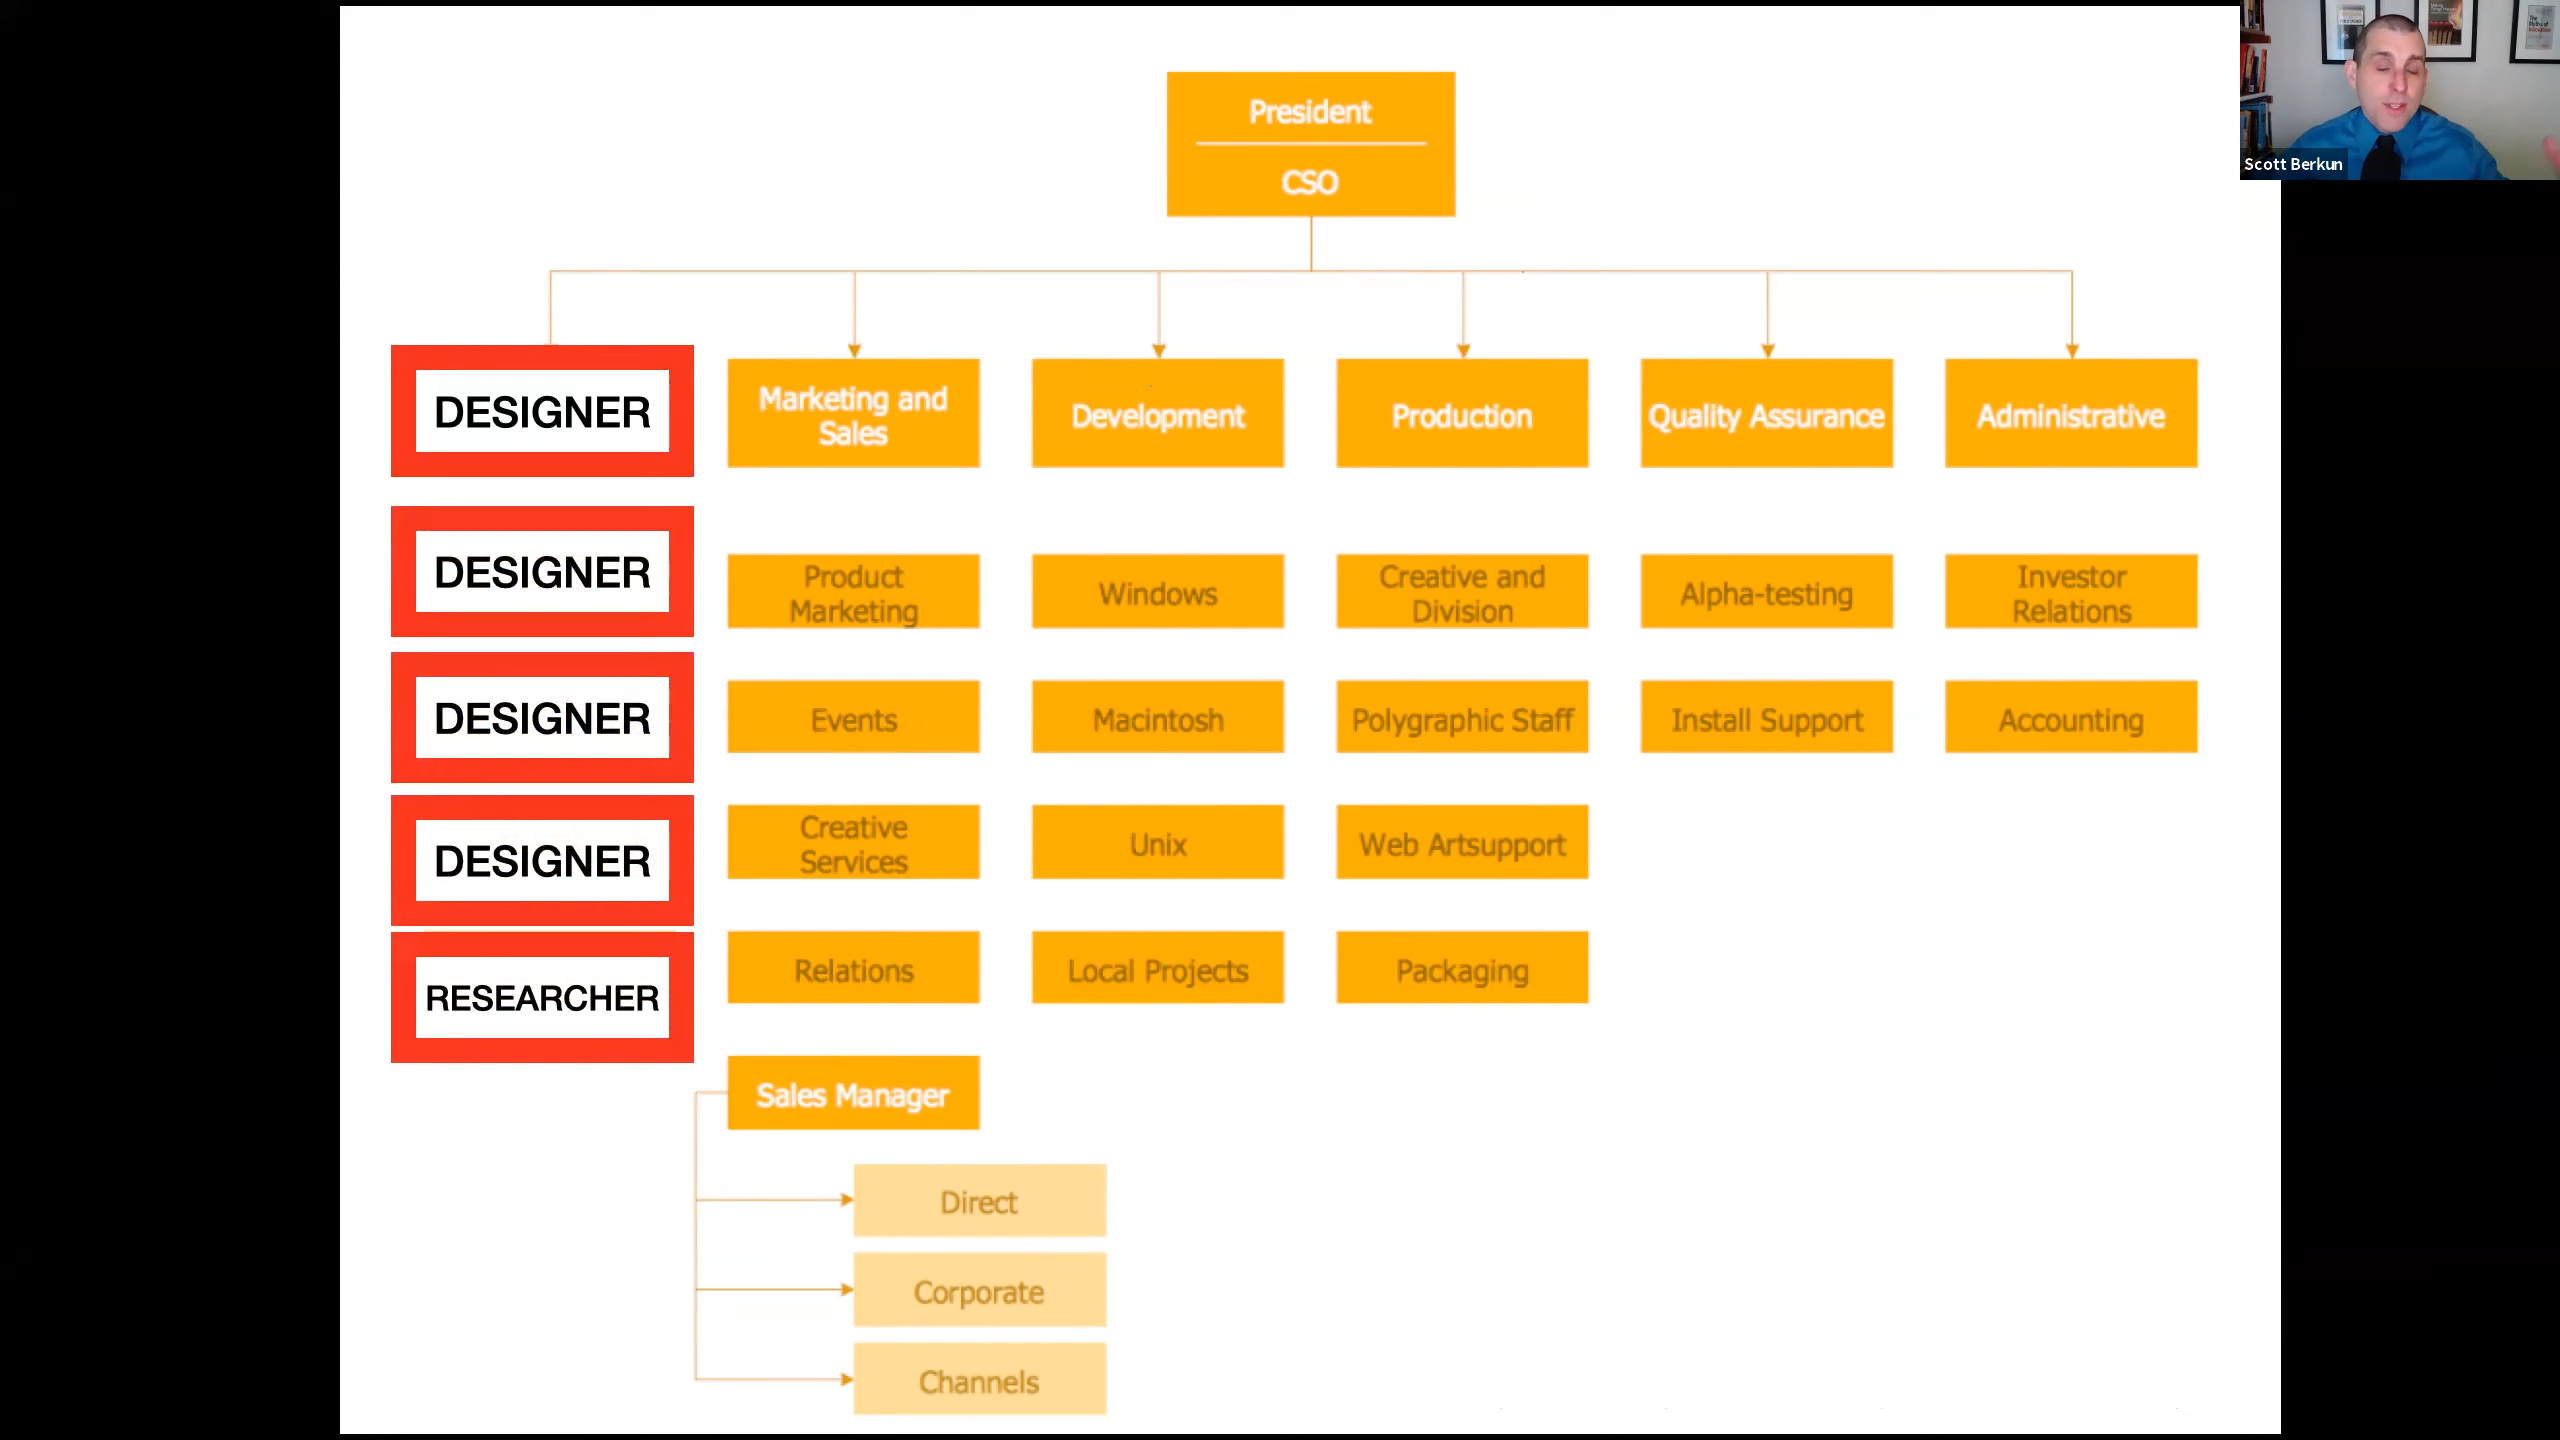 President
CSO
DESIGNER
Marketing and
Sales
Development
Production
Quality Assurance
Administrative
DESIGNER
Product
Marketing
Windows
Creative and
Division
Alpha-testing
Investor
Relations
DESIGNER
Events
Macintosh
Polygraphic Staff
Install Support
Accounting
DESIGNER
Creative
Services
Unix
Web Artsupport
RESEARCHER
Relations
Local Projects
Packaging
Sales Manager
Direct
Corporate
Channels
Scott Berkun